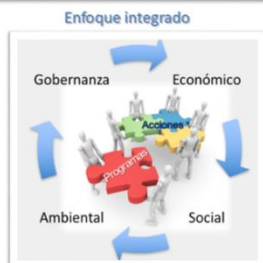 Enfoque integrado
Gobernanza
Económico
Acciones
Programas
Ambiental
Social